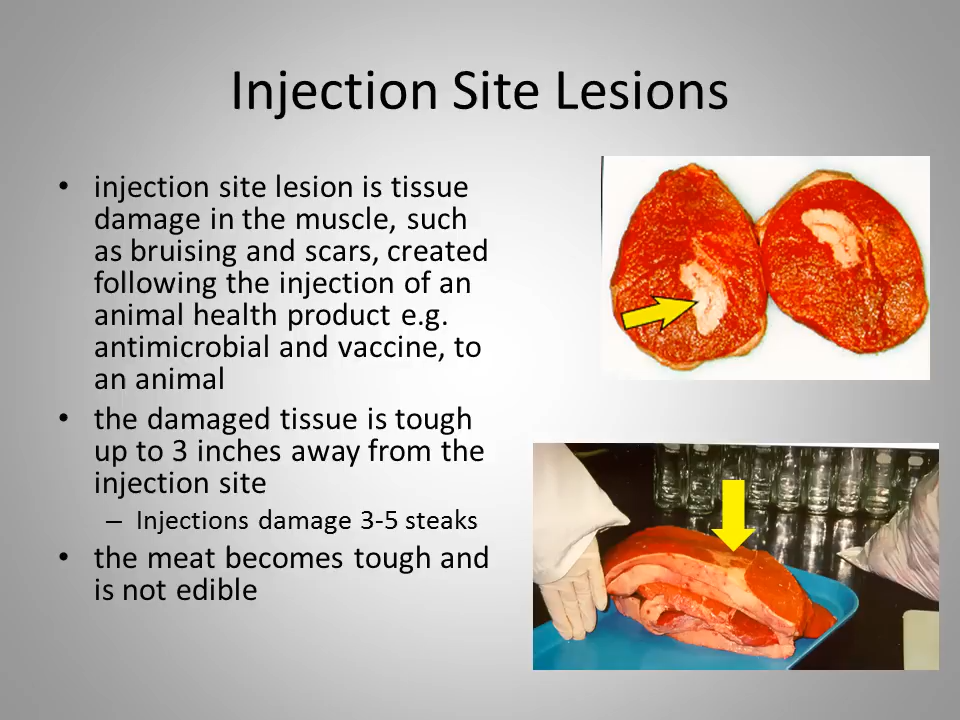 Injection Site Lesions
• injection site lesion is tissue
damage in the muscle, such
as bruising and scars, created
following the injection of an
animal health product e.g.
antimicrobial and vaccine, to
an animal
• the damaged tissue is tough
up to 3 inches away from the
injection site
– Injections damage 3-5 steaks
• the meat becomes tough and
is not edible